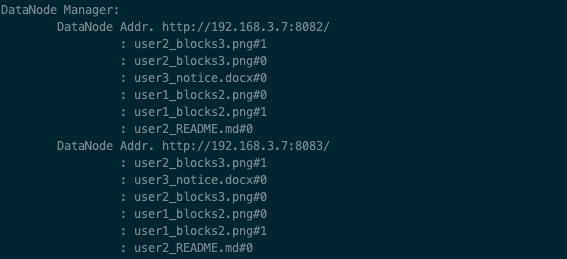 DataNode Manager:
DataNode Addr. http://192.168.3.7:8082/
: user2_blocks3.png#1
: user2_blocks3.png#0
: user3_notice.docx#0
: user1_blocks2.png#0
: user1_blocks2.png#1
: user2_README.md#0
DataNode Addr. http://192.168.3.7:8083/
: user2_blocks3.png#1
: user3_notice.docx#0
: user2_blocks3.png#0
: user1_blocks2.png#0
: user1_blocks2.png#1
: user2_README.md#0